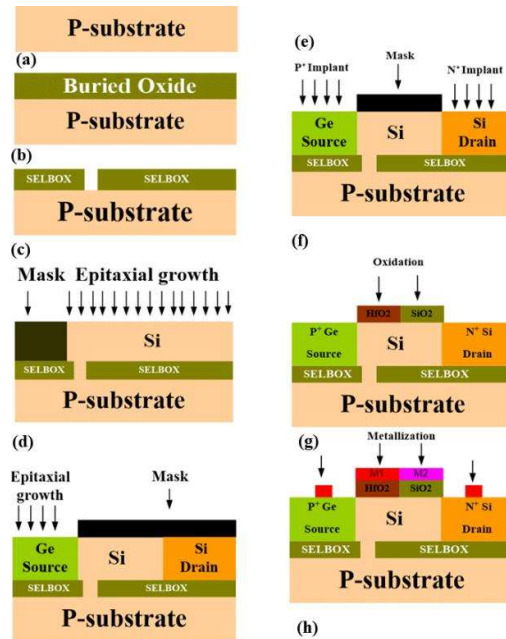 P-substrate
(a)
Buried Oxide
P-substrate
(b)
SELBOX SELBOX
P-substrate
(c)
Mask Epitaxial growth
Si
SELBOX SELBOX
P-substrate
(d)
Epitaxial
growth
Mask
Ge
Source
Si
Si
Drain
SELBOX SELBOX
P-substrate
(e)
P+ Implant
Mask
N+ Implant
Ge
Source
Si
Si
Drain
SELBOX SELBOX
P-substrate
(f)
Oxidation
HfO2 SiO2
P+ Ge
Source
Si
N+ Si
Drain
SELBOX SELBOX
P-substrate
(g)
Metallization
M1 M2
HfO2 SiO2
P+ Ge
Source
Si
N+ Si
Drain
SELBOX SELBOX
P-substrate
(h)